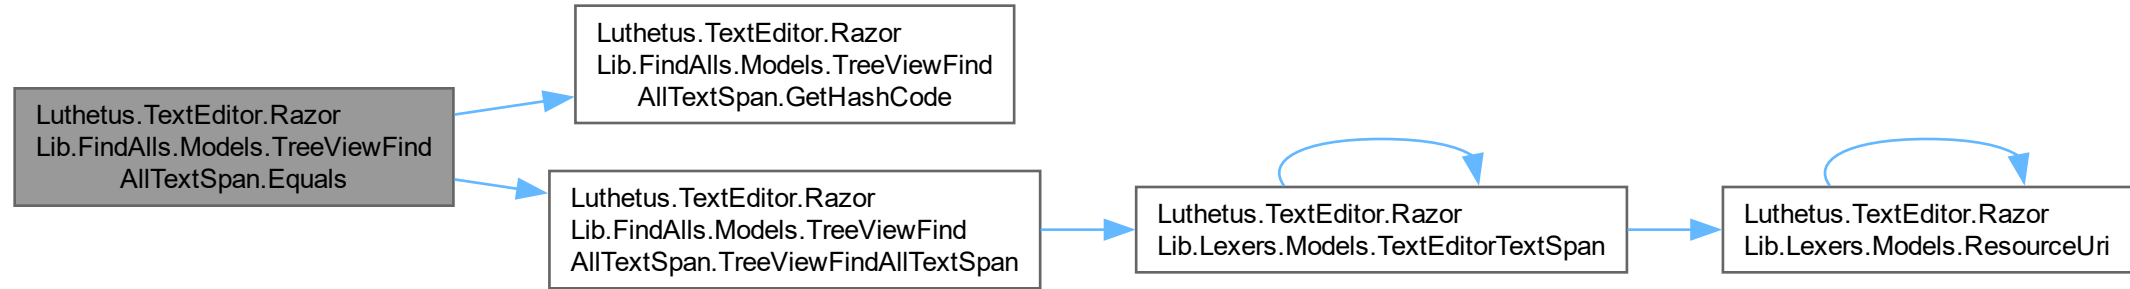 Luthetus.TextEditor.Razor
Lib.FindAlls.Models.TreeViewFind
AllTextSpan.Equals
Luthetus.TextEditor.Razor
Lib.FindAlls.Models.TreeViewFind
AllTextSpan.GetHashCode
Luthetus.TextEditor.Razor
Lib.FindAlls.Models.TreeViewFind
AllTextSpan.TreeViewFindAllTextSpan
Luthetus.TextEditor.Razor
Lib.Lexers.Models.TextEditorTextSpan
Luthetus.TextEditor.Razor
Lib.Lexers.Models.ResourceUri